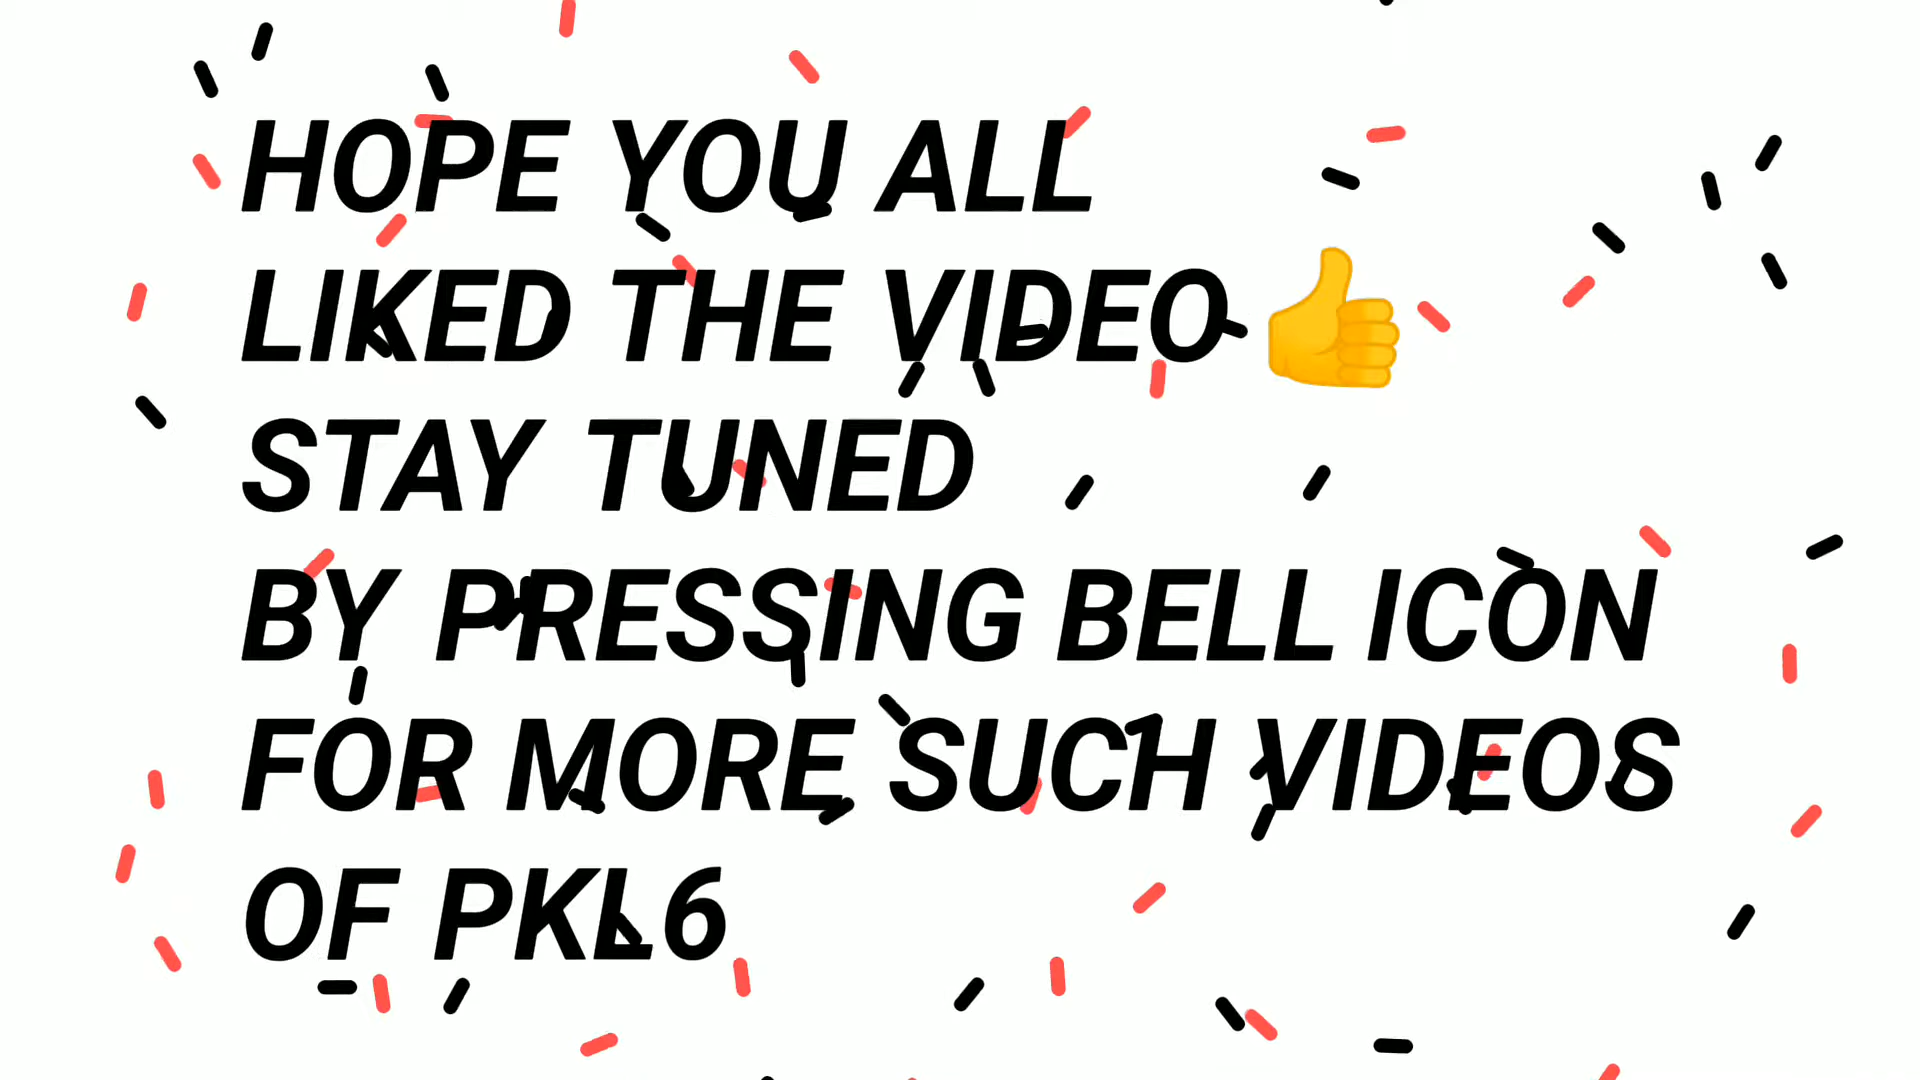 HOPE YOU ALL
LIKED THE VIDEO 👍
STAY TUNED
BY PRESSING BELL ICON
FOR MORE SUCH VIDEOS
OF PKL6